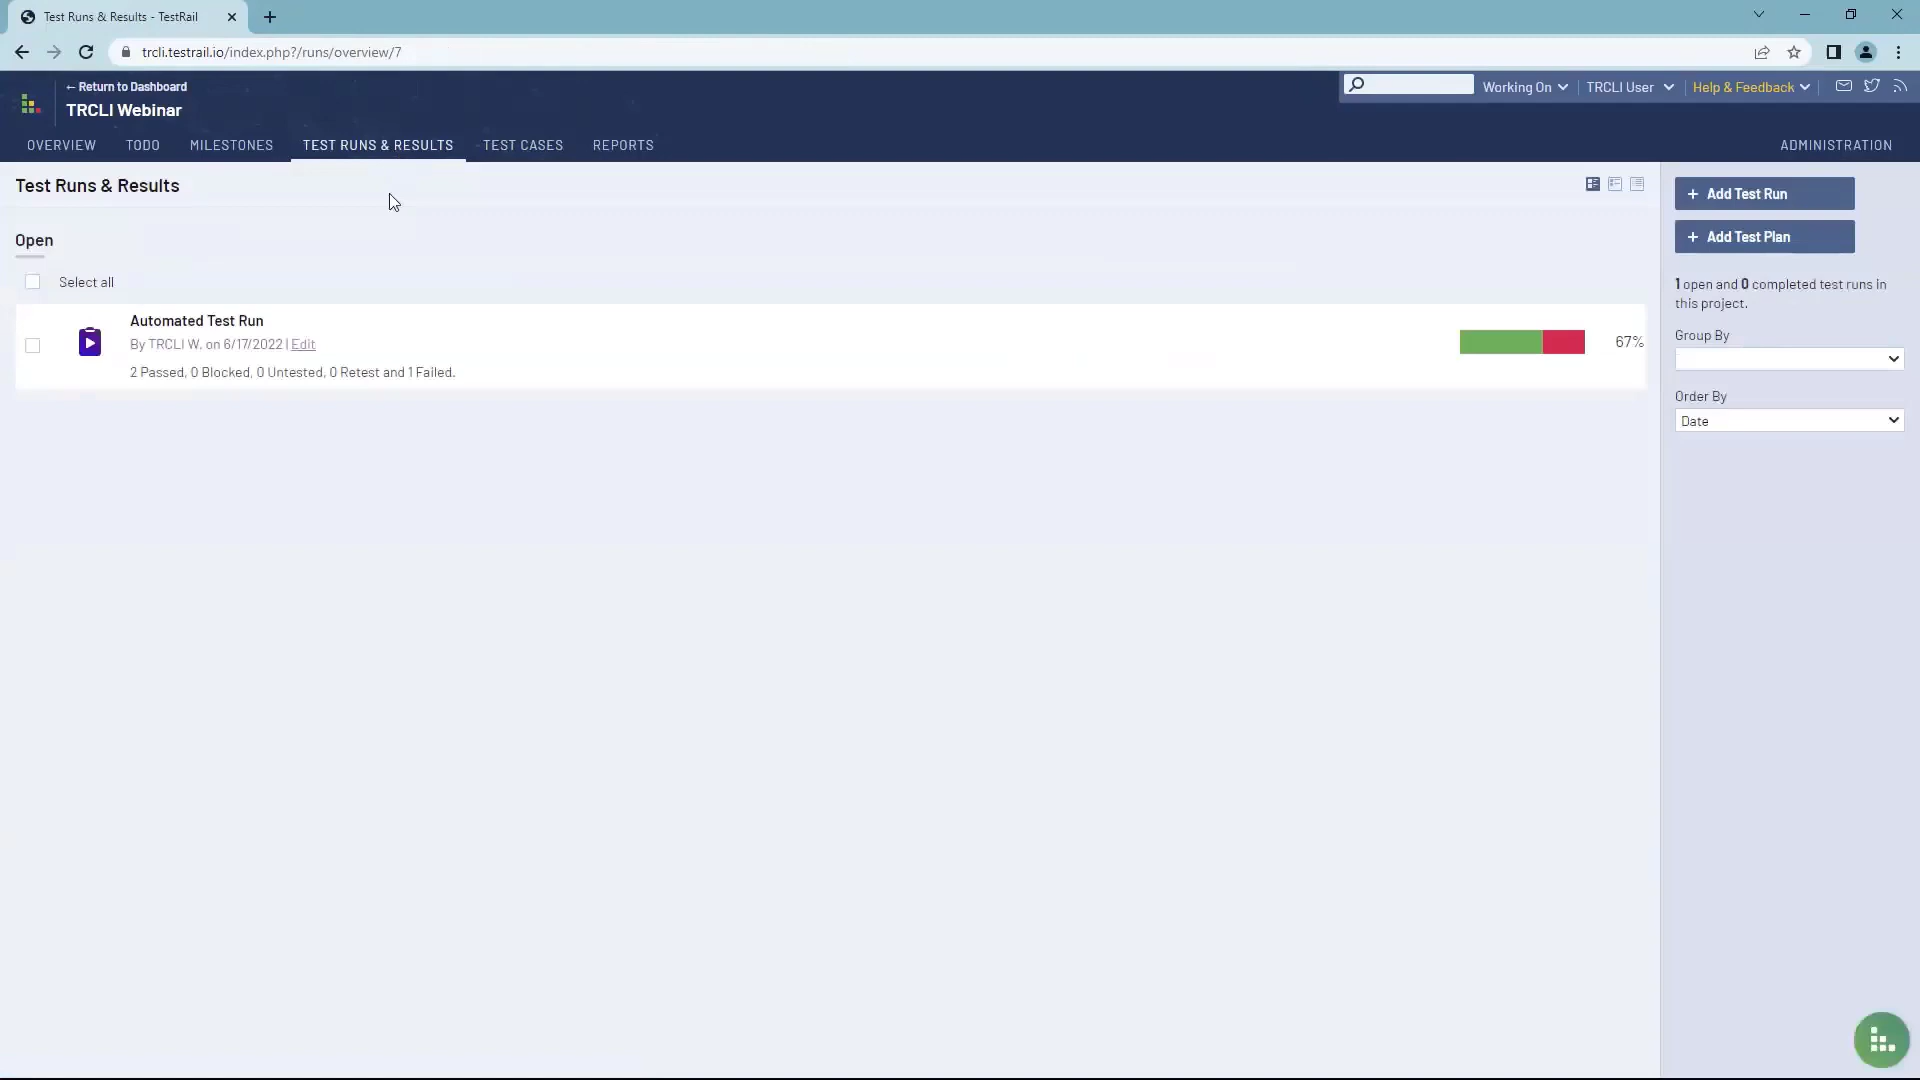 Test Runs & Results - TestRail
trcli.testrail.io/index.php?/runs/overview/7
← Return to Dashboard
TRCLI Webinar
Working On
TRCLI User
Help & Feedback
OVERVIEW
TODO
MILESTONES
TEST RUNS & RESULTS
TEST CASES
REPORTS
ADMINISTRATION
Test Runs & Results
Open
Select all
Automated Test Run
By TRCLI W. on 6/17/2022 | Edit
2 Passed, 0 Blocked, 0 Untested, 0 Retest and 1 Failed.
67%
+ Add Test Run
+ Add Test Plan
1 open and 0 completed test runs in
this project.
Group By
Order By
Date